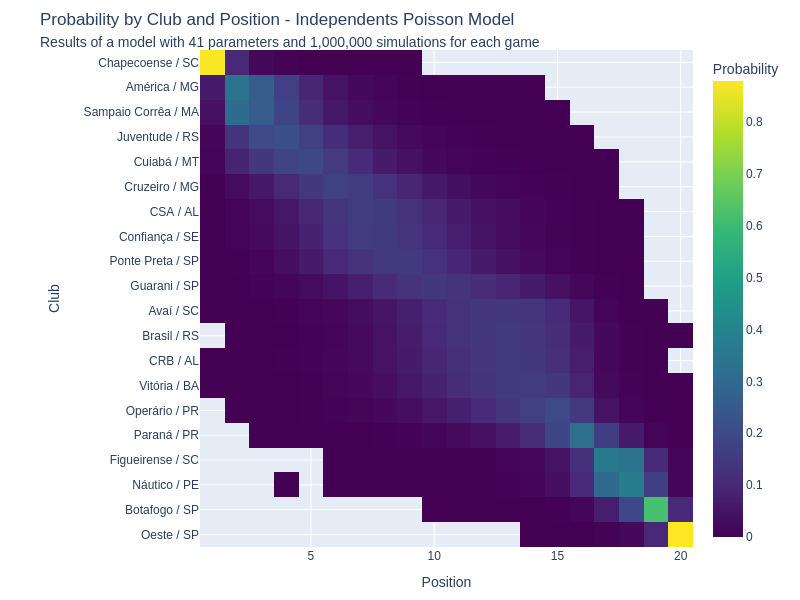 Probability by Club and Position - Independents Poisson Model
Results of a model with 41 parameters and 1,000,000 simulations for each game
Probability
Chapecoense / SC
América / MG
Sampaio Corrêa / MA
Juventude / RS
Cuiabá / MT
Cruzeiro / MG
CSA / AL
Confiança / SE
Ponte Preta / SP
Guarani / SP
Avaí / SC
Brasil / RS
CRB / AL
Vitória / BA
Operário / PR
Paraná / PR
Figueirense / SC
Náutico / PE
Botafogo / SP
Oeste / SP
Club
5
10
15
20
Position
0.8
0.7
0.6
0.5
0.4
0.3
0.2
0.1
0